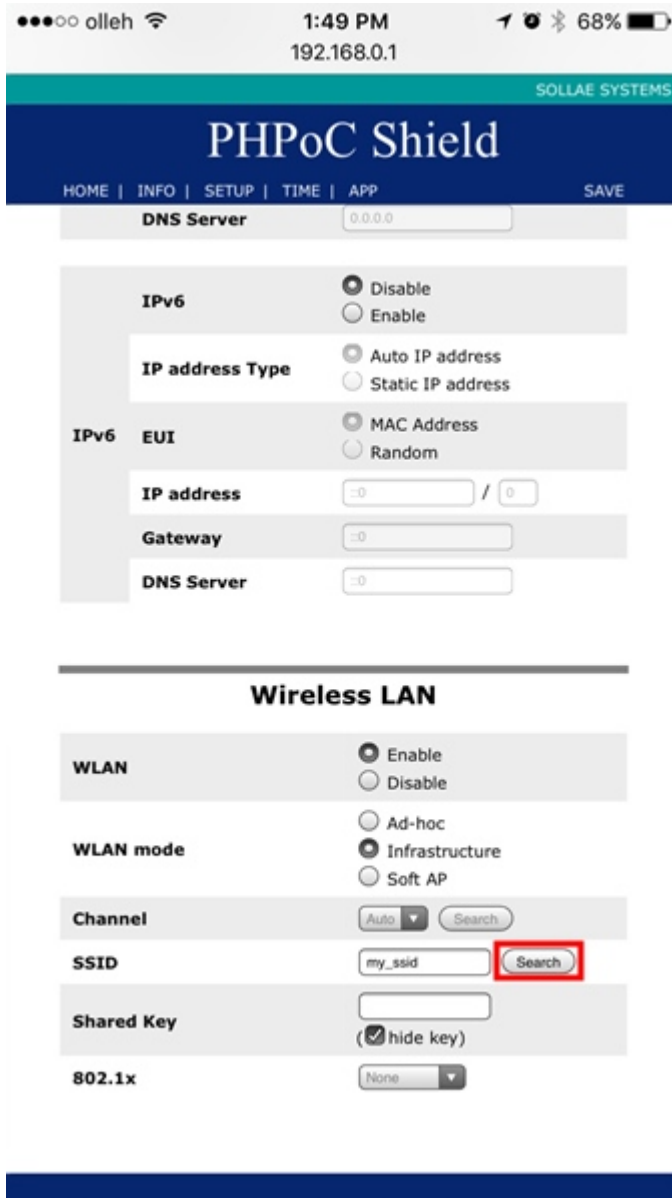 olleh 1:49 PM 68%
192.168.0.1
SOLLAE SYSTEMS
PHPoC Shield
HOME | INFO | SETUP | TIME | APP SAVE
DNS Server 0.0.0.0
IPv6 Disable
Enable
IP address Type Auto IP address
Static IP address
IPv6 EUI MAC Address
Random
IP address ::0 / 0
Gateway ::0
DNS Server ::0
Wireless LAN
WLAN Enable
Disable
WLAN mode Ad-hoc
Infrastructure
Soft AP
Channel Auto Search
SSID my_ssid Search
Shared Key
(hide key)
802.1x None